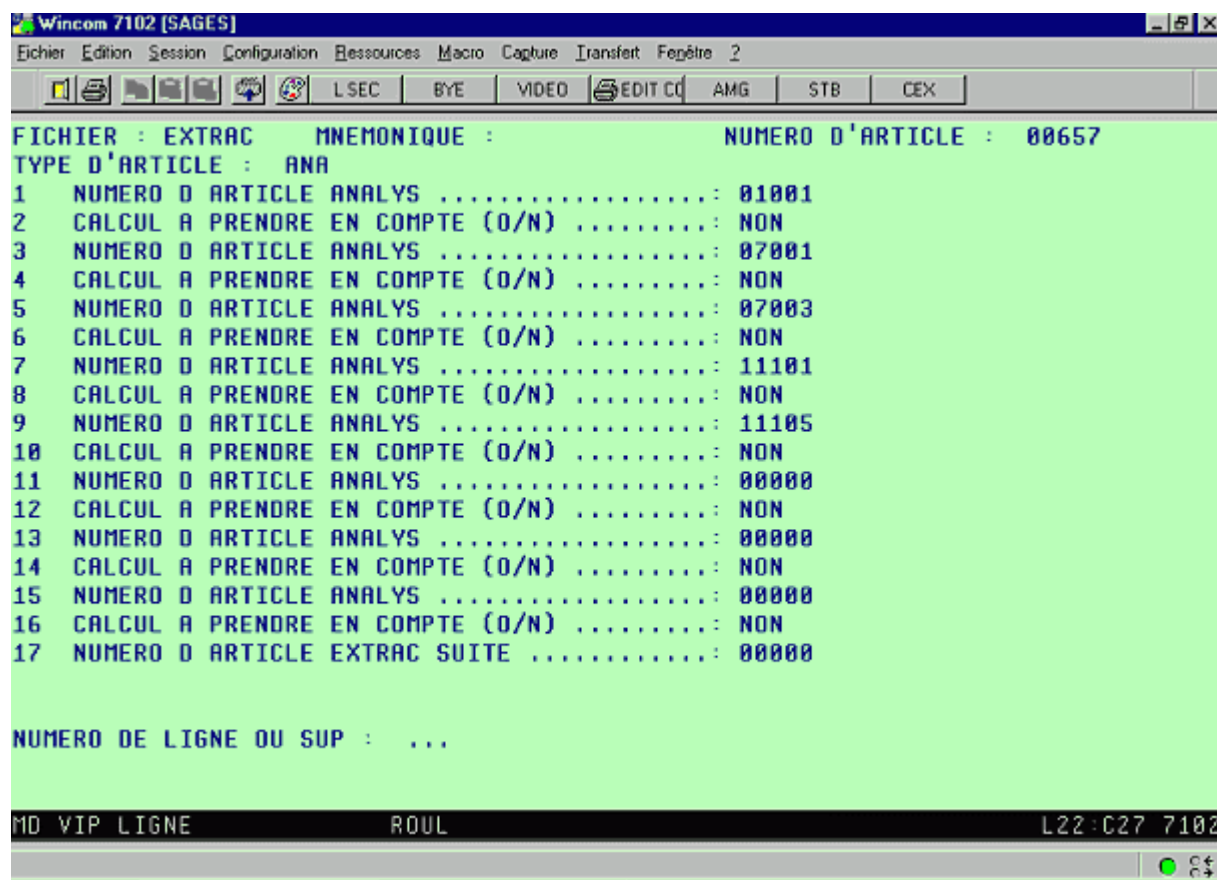 Wincom 7102 [SAGES]
Fichier Edition Session Configuration Ressources Macro Capture Transfert Fenêtre ?
L SEC BYE VIDEO EDIT CO AMG STB CEX
FICHIER : EXTRAC MNEMONIQUE : NUMERO D'ARTICLE : 00657
TYPE D'ARTICLE : ANA
1 NUMERO D ARTICLE ANALYS ...................: 01001
2 CALCUL A PRENDRE EN COMPTE (O/N) .........: NON
3 NUMERO D ARTICLE ANALYS ...................: 07001
4 CALCUL A PRENDRE EN COMPTE (O/N) .........: NON
5 NUMERO D ARTICLE ANALYS ...................: 07003
6 CALCUL A PRENDRE EN COMPTE (O/N) .........: NON
7 NUMERO D ARTICLE ANALYS ...................: 11101
8 CALCUL A PRENDRE EN COMPTE (O/N) .........: NON
9 NUMERO D ARTICLE ANALYS ...................: 11105
10 CALCUL A PRENDRE EN COMPTE (O/N) .........: NON
11 NUMERO D ARTICLE ANALYS ...................: 00000
12 CALCUL A PRENDRE EN COMPTE (O/N) .........: NON
13 NUMERO D ARTICLE ANALYS ...................: 00000
14 CALCUL A PRENDRE EN COMPTE (O/N) .........: NON
15 NUMERO D ARTICLE ANALYS ...................: 00000
16 CALCUL A PRENDRE EN COMPTE (O/N) .........: NON
17 NUMERO D ARTICLE EXTRAC SUITE .............: 00000
NUMERO DE LIGNE OU SUP : ...
MD VIP LIGNE ROUL L22:C27 7102